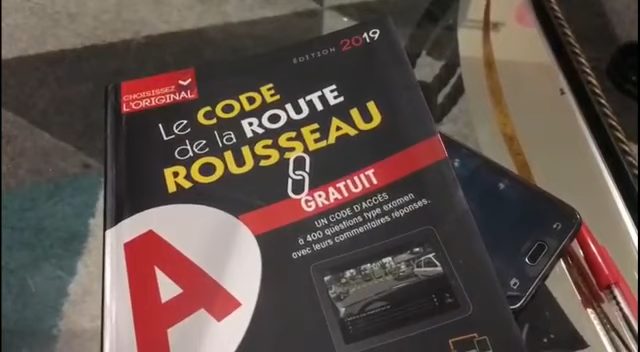 ÉDITION 2019
CHOISISSEZ
L'ORIGINAL
Le CODE
de la ROUTE
ROUSSEAU
GRATUIT
UN CODE D'ACCÈS
à 400 questions type examen
avec leurs commentaires réponses.
A